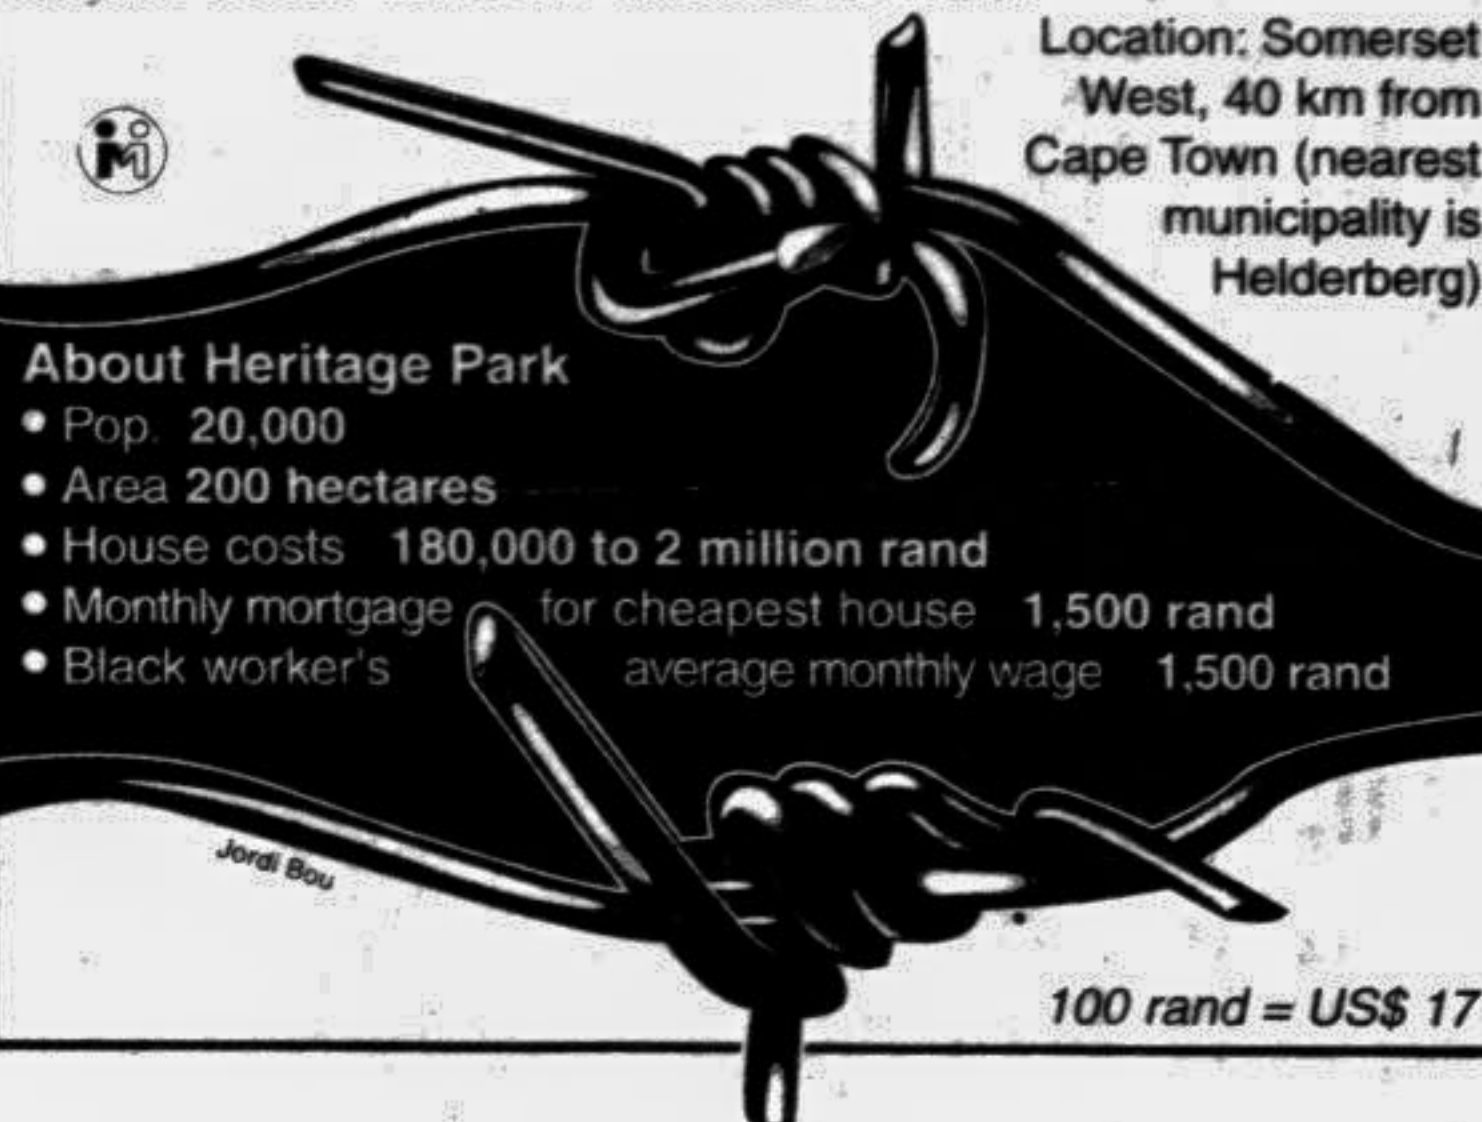 Location: Somerset
West, 40 km from
Cape Town (nearest
municipality is
Helderberg)
About Heritage Park
• Pop. 20,000
• Area 200 hectares
• House costs 180,000 to 2 million rand
• Monthly mortgage for cheapest house 1,500 rand
• Black worker's average monthly wage 1,500 rand
Jordi Bou
100 rand = US$ 17